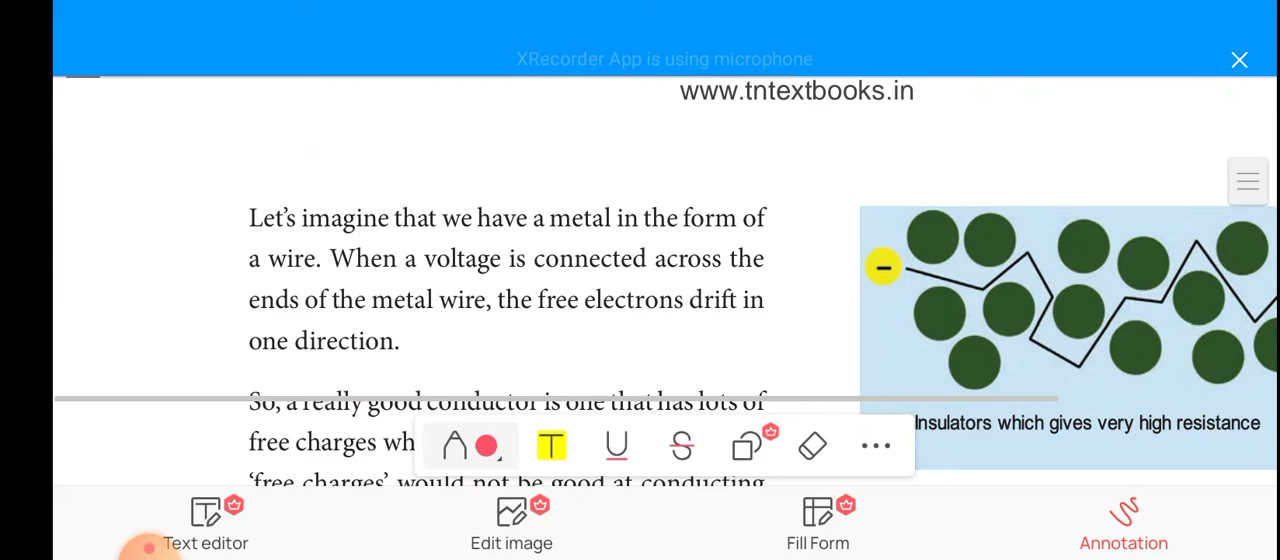 XRecorder App is using microphone
www.tntextbooks.in
Let's imagine that we have a metal in the form of
a wire. When a voltage is connected across the
ends of the metal wire, the free electrons drift in
one direction.
So, a really good conductor is one that has lots of
free charges wh
'free charges' would not be good at conducting
Insulators which gives very high resistance
T
U
S
Text editor
Edit image
Fill Form
Annotation